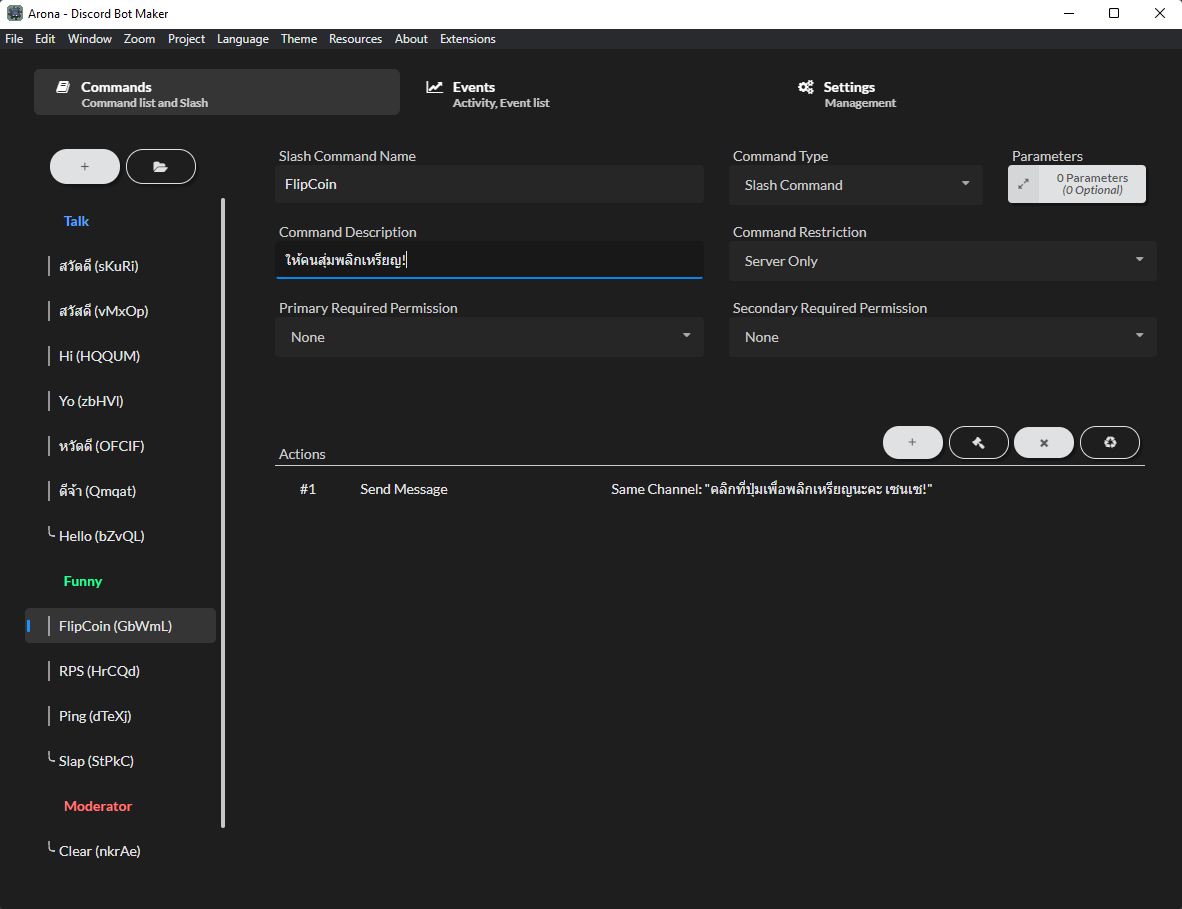 Arona - Discord Bot Maker
File Edit Window Zoom Project Language Theme Resources About Extensions
Commands
Command list and Slash
Events
Activity, Event list
Settings
Management
Talk
สวัดดี (sKuRi)
สวัสดี (vMxOp)
Hi (HQQUM)
Yo (zbHVl)
หวัดดี (OFCIF)
ดีจ้า (Qmqat)
Hello (bZvQL)
Funny
FlipCoin (GbWmL)
RPS (HrCQd)
Ping (dTeXj)
Slap (StPkC)
Moderator
Clear (nkrAe)
Slash Command Name
FlipCoin
Command Type
Slash Command
Parameters
0 Parameters
(0 Optional)
Command Description
ให้คนสุ่มพลิกเหรียญ!
Command Restriction
Server Only
Primary Required Permission
None
Secondary Required Permission
None
Actions
#1 Send Message Same Channel: "คลิกที่ปุ่มเพื่อพลิกเหรียญนะคะ เซนเซ!"